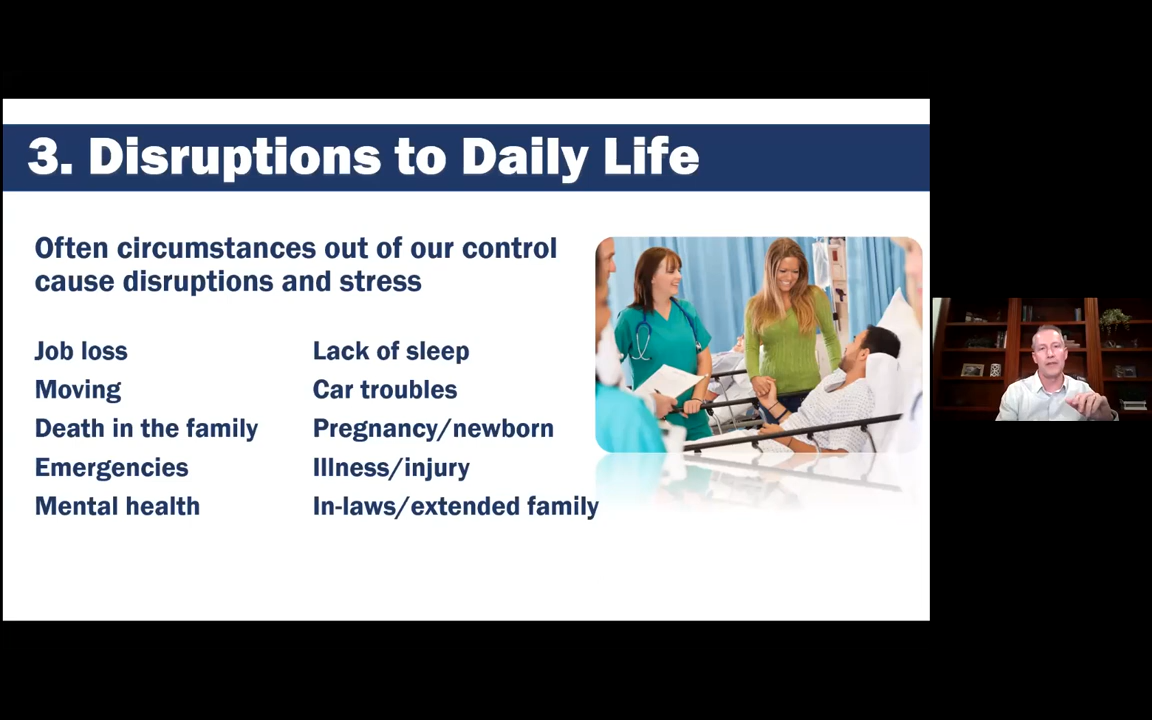 3. Disruptions to Daily Life
Often circumstances out of our control
cause disruptions and stress
Job loss
Moving
Death in the family
Emergencies
Mental health
Lack of sleep
Car troubles
Pregnancy/newborn
Illness/injury
In-laws/extended family